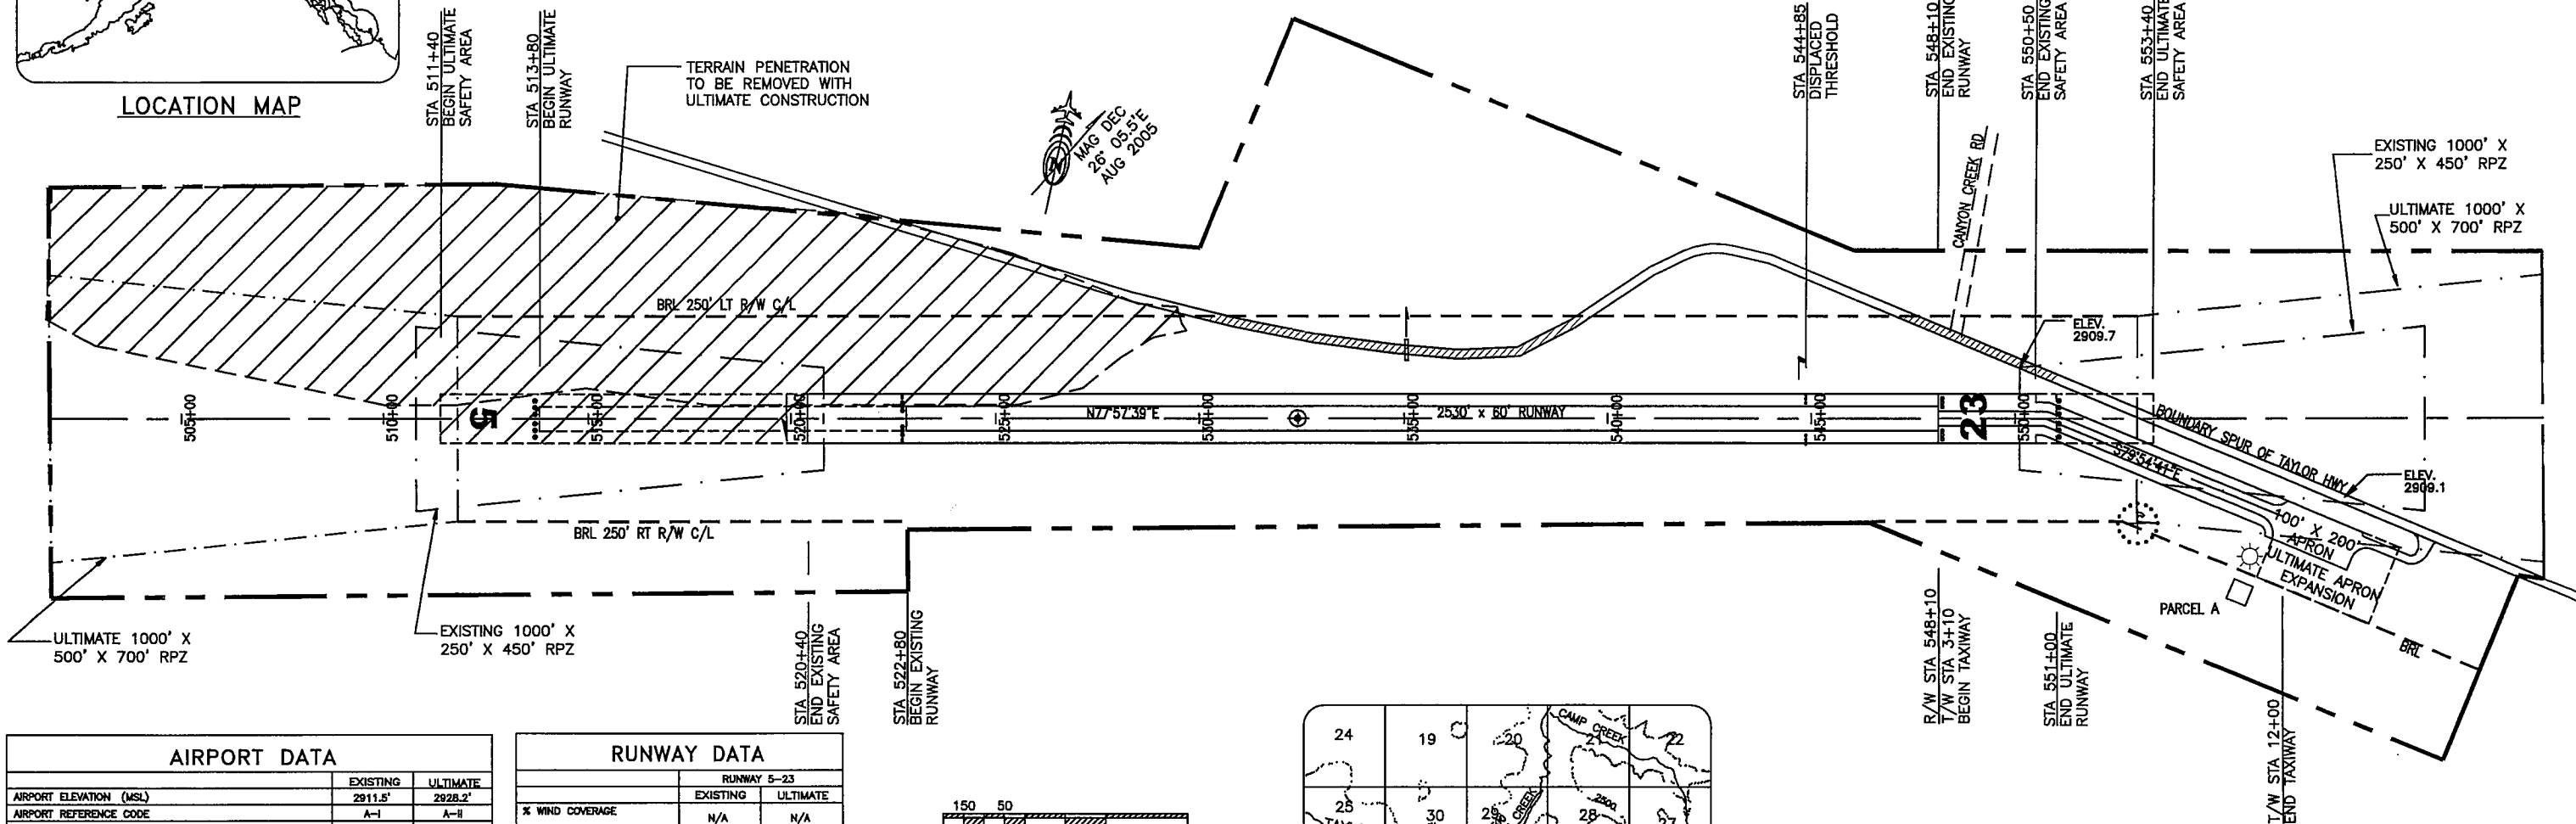 LOCATION MAP
STA 511+40
BEGIN ULTIMATE
SAFETY AREA
STA 513+80
BEGIN ULTIMATE
RUNWAY
TERRAIN PENETRATION
TO BE REMOVED WITH
ULTIMATE CONSTRUCTION
N
MAG DEC
26° 05.5'E
AUG 2005
STA 544+85
DISPLACED
THRESHOLD
STA 548+10
END EXISTING
RUNWAY
STA 550+50
END EXISTING
SAFETY AREA
STA 553+40
END ULTIMATE
SAFETY AREA
CANYON CREEK RD
EXISTING 1000' X
250' X 450' RPZ
ULTIMATE 1000' X
500' X 700' RPZ
BRL 250' LT R/W C/L
ELEV.
2909.7
505+00
510+00
5
515+00
520+00
525+00
N77°57'39"E
530+00
535+00
2530' x 60' RUNWAY
540+00
545+00
23
550+00
BOUNDARY SPUR OF TAYLOR HWY
S79°54'41"E
ELEV.
2909.1
BRL 250' RT R/W C/L
100' X 200'
APRON
ULTIMATE APRON
EXPANSION
PARCEL A
BRL
ULTIMATE 1000' X
500' X 700' RPZ
EXISTING 1000' X
250' X 450' RPZ
STA 520+40
END EXISTING
SAFETY AREA
STA 522+80
BEGIN EXISTING
RUNWAY
R/W STA 548+10
T/W STA 3+10
BEGIN TAXIWAY
STA 551+00
END ULTIMATE
RUNWAY
T/W STA 12+00
END TAXIWAY
AIRPORT DATA
EXISTING ULTIMATE
AIRPORT ELEVATION (MSL) 2911.5' 2928.2'
AIRPORT REFERENCE CODE A-I A-II
RUNWAY DATA
RUNWAY 5-23
EXISTING ULTIMATE
% WIND COVERAGE N/A N/A
150 50
24 19 20 21 22
CAMP CREEK
25 30 29 28 27
CREEK
2500